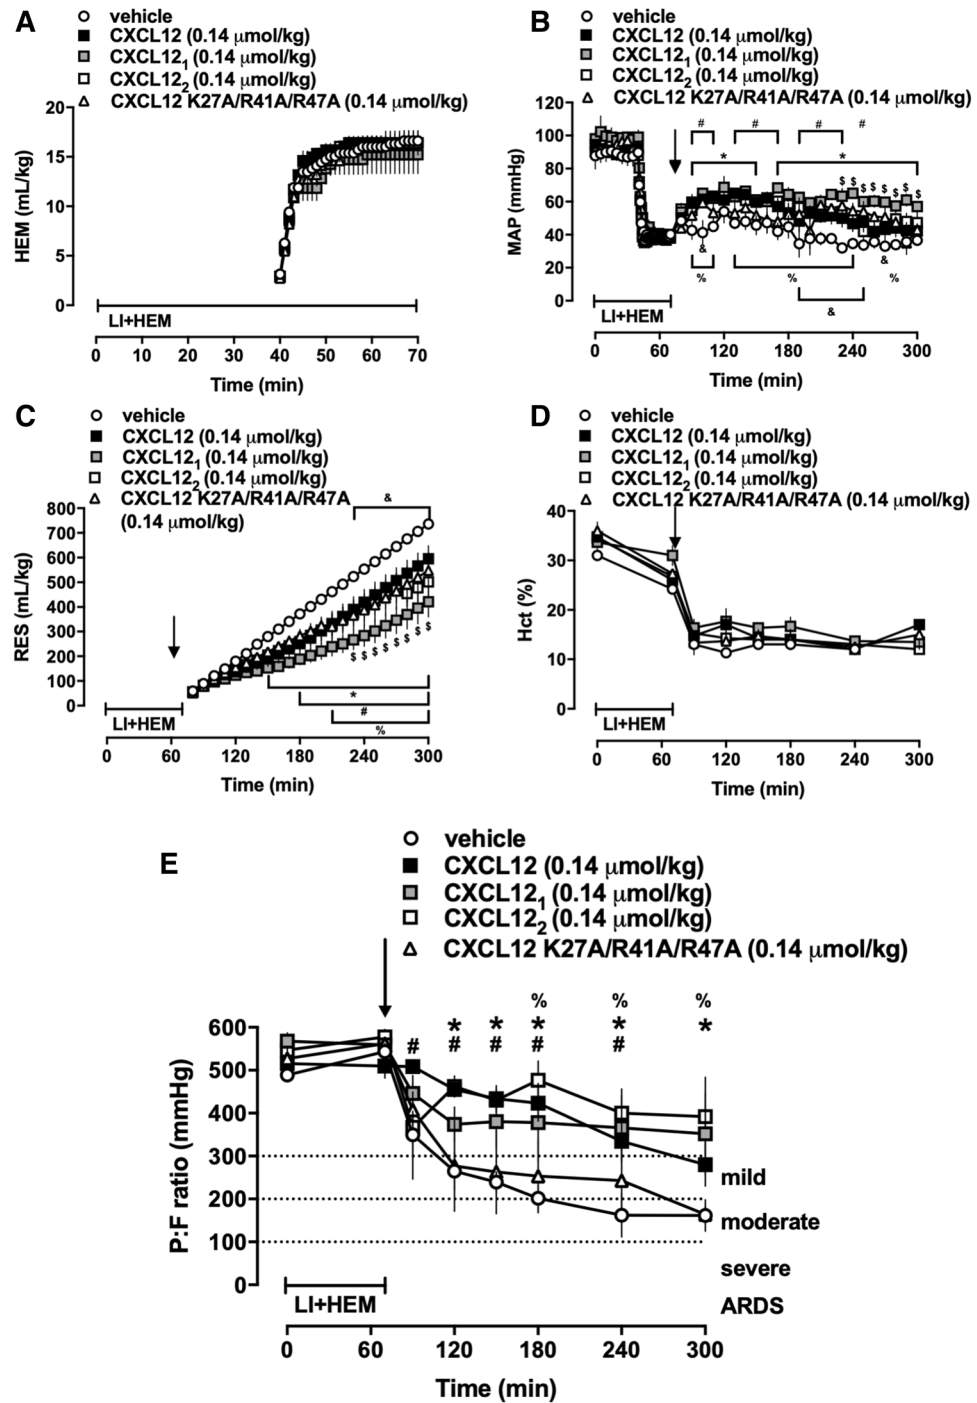 A
vehicle
CXCL12 (0.14 μmol/kg)
CXCL12₁ (0.14 μmol/kg)
CXCL12₂ (0.14 μmol/kg)
CXCL12 K27A/R41A/R47A (0.14 μmol/kg)
HEM (mL/kg)
20
15
10
5
0
LI+HEM
0 10 20 30 40 50 60 70
Time (min)
B
vehicle
CXCL12 (0.14 μmol/kg)
CXCL12₁ (0.14 μmol/kg)
CXCL12₂ (0.14 μmol/kg)
CXCL12 K27A/R41A/R47A (0.14 μmol/kg)
MAP (mmHg)
120
100
80
60
40
20
0
# # # #
* *
$ $ $ $ $ $ $ $
& &
% % %
&
LI+HEM
0 60 120 180 240 300
Time (min)
C
vehicle
CXCL12 (0.14 μmol/kg)
CXCL12₁ (0.14 μmol/kg)
CXCL12₂ (0.14 μmol/kg)
CXCL12 K27A/R41A/R47A
(0.14 μmol/kg)
&
RES (mL/kg)
800
700
600
500
400
300
200
100
0
$ $ $ $ $ $ $ $
*
#
%
LI+HEM
0 60 120 180 240 300
Time (min)
D
vehicle
CXCL12 (0.14 μmol/kg)
CXCL12₁ (0.14 μmol/kg)
CXCL12₂ (0.14 μmol/kg)
CXCL12 K27A/R41A/R47A (0.14 μmol/kg)
Hct (%)
40
30
20
10
0
LI+HEM
0 60 120 180 240 300
Time (min)
E
vehicle
CXCL12 (0.14 μmol/kg)
CXCL12₁ (0.14 μmol/kg)
CXCL12₂ (0.14 μmol/kg)
CXCL12 K27A/R41A/R47A (0.14 μmol/kg)
% % %
* * * * *
# # # # #
P:F ratio (mmHg)
600
500
400
300
200
100
0
mild
moderate
severe
ARDS
LI+HEM
0 60 120 180 240 300
Time (min)